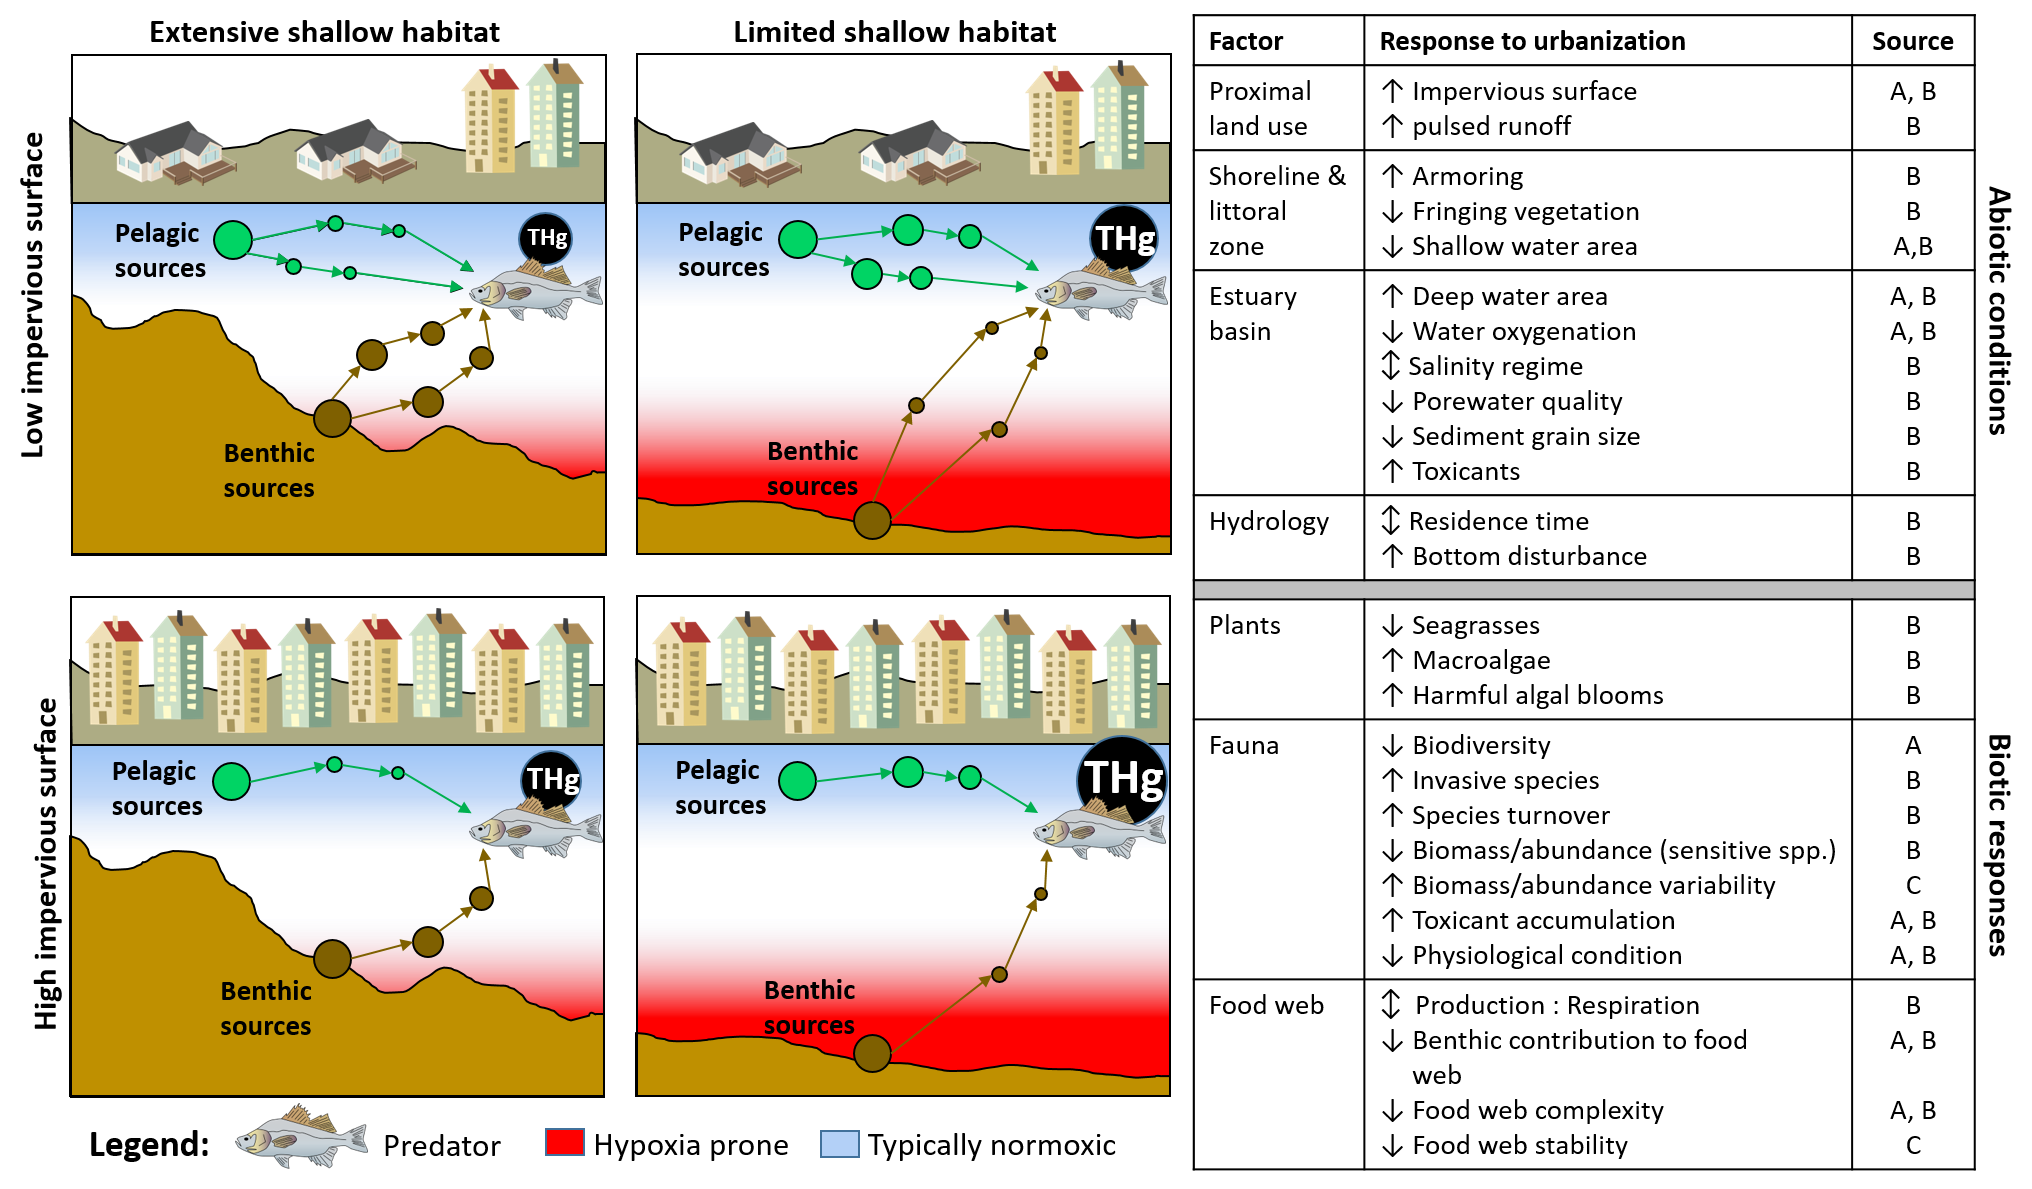 Extensive shallow habitat
Limited shallow habitat
Low impervious surface
Pelagic
sources
THg
Benthic
sources
Pelagic
sources
THg
Benthic
sources
High impervious surface
Pelagic
sources
THg
Benthic
sources
Pelagic
sources
THg
Benthic
sources
Legend: Predator Hypoxia prone Typically normoxic
Factor Response to urbanization Source
Proximal ↑ Impervious surface A, B
land use ↑ pulsed runoff B
Shoreline & ↑ Armoring B
littoral ↓ Fringing vegetation B
zone ↓ Shallow water area A,B
Estuary ↑ Deep water area A, B
basin ↓ Water oxygenation A, B
↕ Salinity regime B
↓ Porewater quality B
↓ Sediment grain size B
↑ Toxicants B
Hydrology ↕ Residence time B
↑ Bottom disturbance B
Abiotic conditions
Plants ↓ Seagrasses B
↑ Macroalgae B
↑ Harmful algal blooms B
Fauna ↓ Biodiversity A
↑ Invasive species B
↑ Species turnover B
↓ Biomass/abundance (sensitive spp.) B
↑ Biomass/abundance variability C
↑ Toxicant accumulation A, B
↓ Physiological condition A, B
Food web ↕ Production : Respiration B
↓ Benthic contribution to food A, B
web
↓ Food web complexity A, B
↓ Food web stability C
Biotic responses